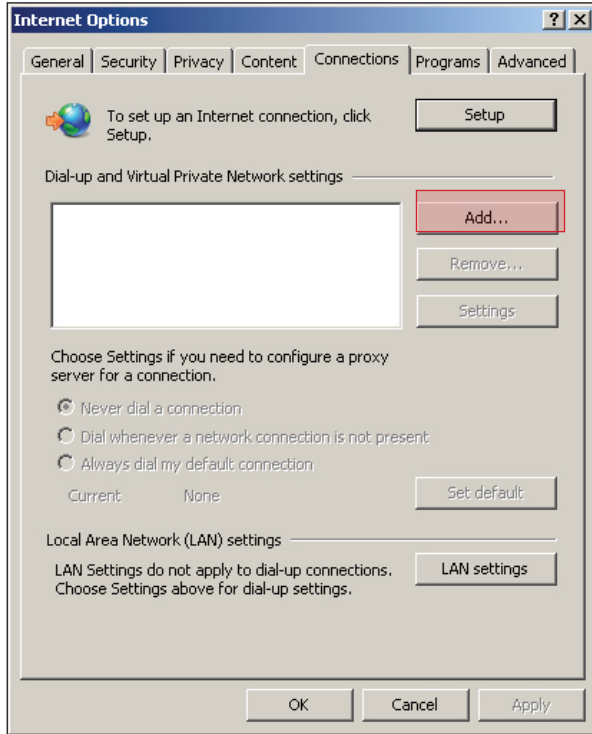 Internet Options
?
General Security Privacy Content Connections Programs Advanced
To set up an Internet connection, click
Setup.
Setup
Dial-up and Virtual Private Network settings
Add...
Remove...
Settings
Choose Settings if you need to configure a proxy
server for a connection.
Never dial a connection
Dial whenever a network connection is not present
Always dial my default connection
Current None
Set default
Local Area Network (LAN) settings
LAN Settings do not apply to dial-up connections.
Choose Settings above for dial-up settings.
LAN settings
OK Cancel Apply